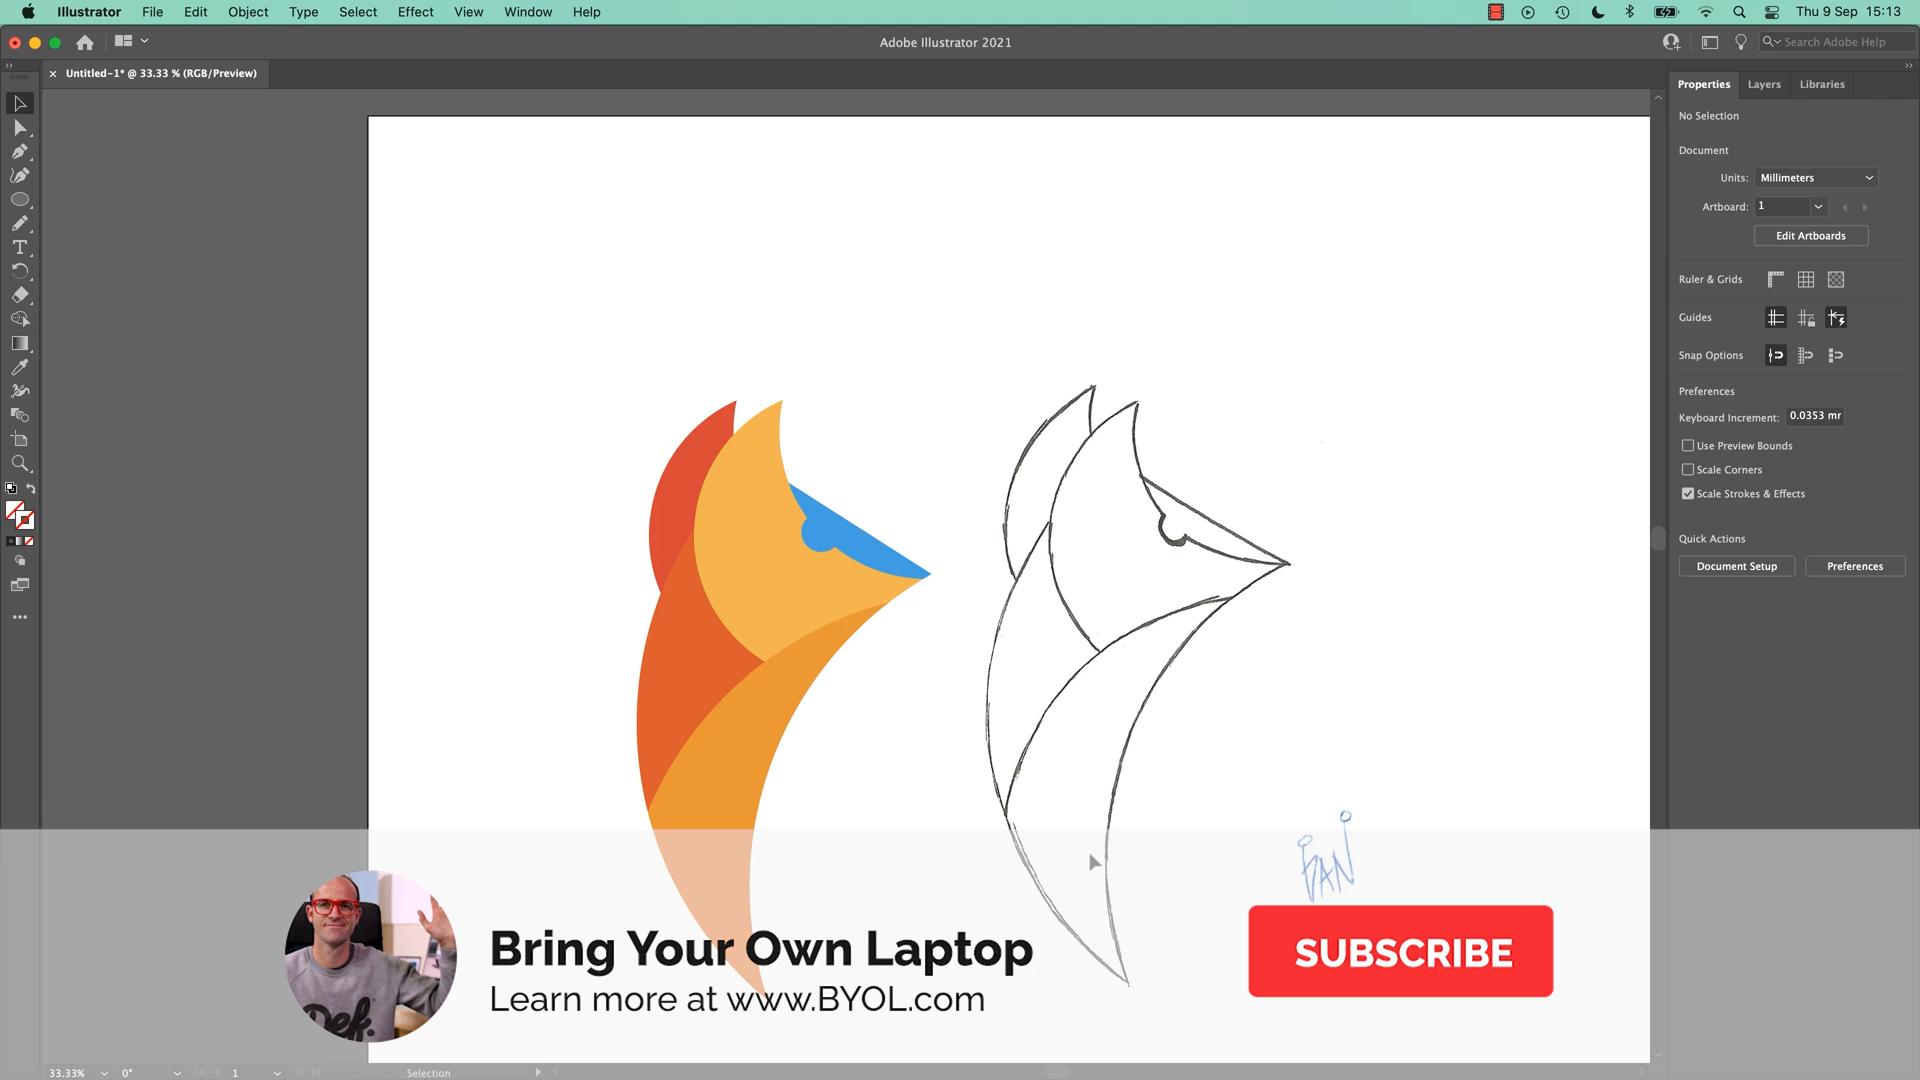 Illustrator File Edit Object Type Select Effect View Window Help
Thu 9 Sep 15:13
Adobe Illustrator 2021
Search Adobe Help
Untitled-1* @ 33.33 % (RGB/Preview)
Properties Layers Libraries
No Selection
Document
Units: Millimeters
Artboard: 1
Edit Artboards
Ruler & Grids
Guides
Snap Options
Preferences
Keyboard Increment: 0.0353 mm
Use Preview Bounds
Scale Corners
Scale Strokes & Effects
Quick Actions
Document Setup Preferences
Bring Your Own Laptop
Learn more at www.BYOL.com
SUBSCRIBE
Def.
33.33% 0° 1 Selection